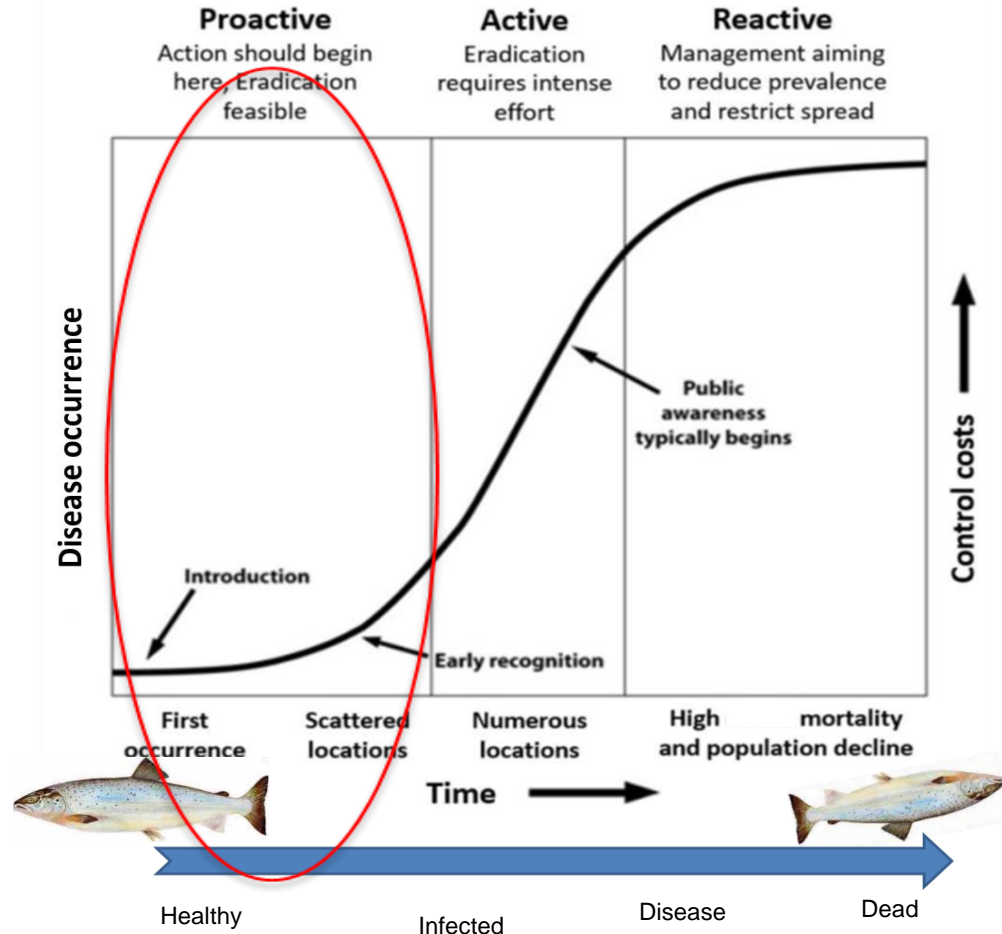 Proactive
Action should begin
here, Eradication
feasible
Active
Eradication
requires intense
effort
Reactive
Management aiming
to reduce prevalence
and restrict spread
Disease occurrence
Control costs
Public
awareness
typically begins
Introduction
Early recognition
First
occurrence
Scattered
locations
Numerous
locations
High mortality
and population decline
Time
Healthy
Infected
Disease
Dead